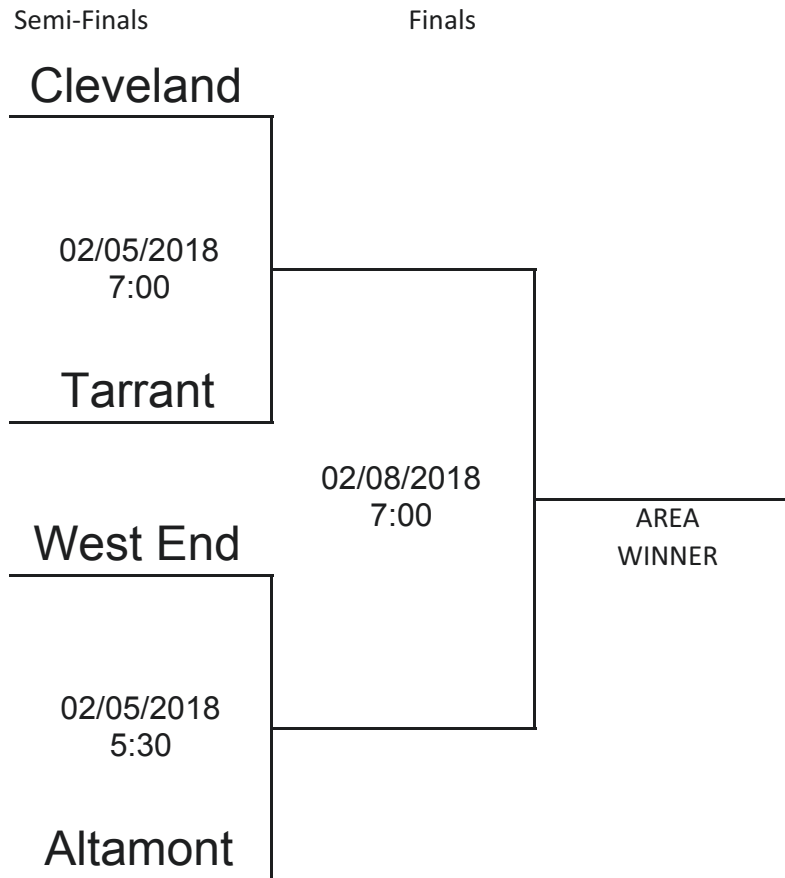 Semi-Finals
Finals
Cleveland
02/05/2018
7:00
Tarrant
02/08/2018
7:00
West End
AREA
WINNER
02/05/2018
5:30
Altamont